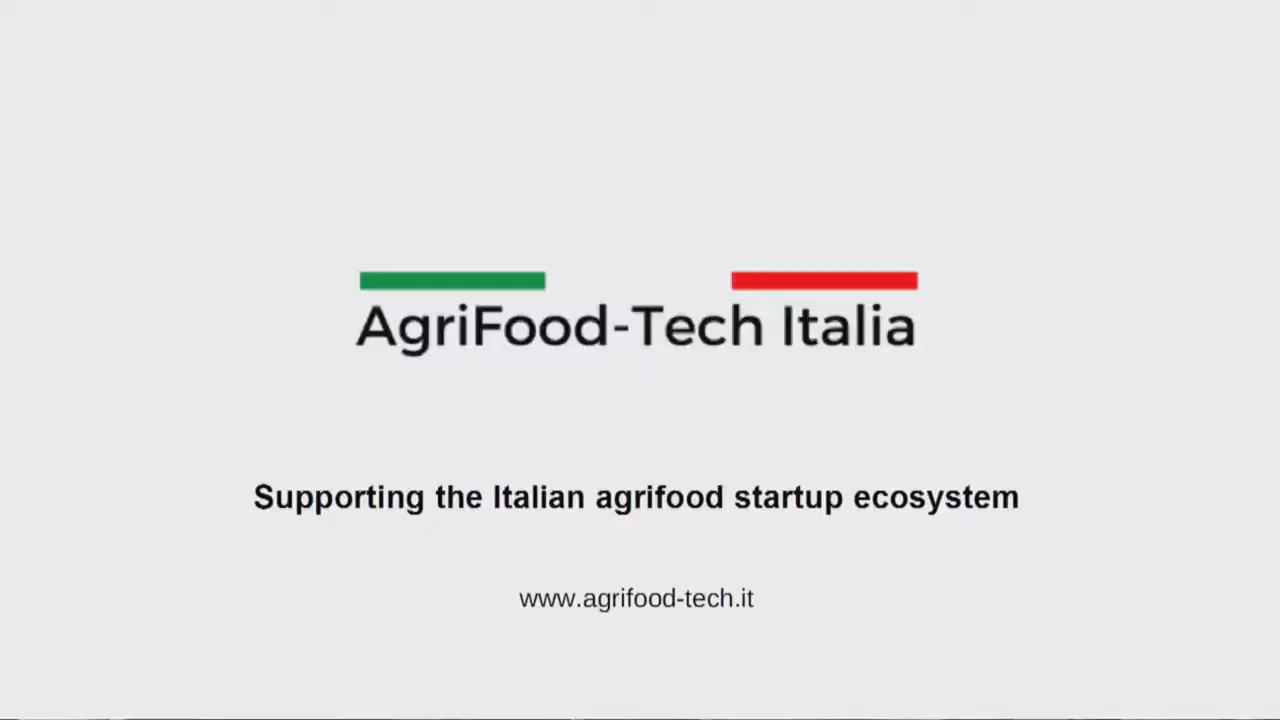 AgriFood-Tech Italia
Supporting the Italian agrifood startup ecosystem
www.agrifood-tech.it